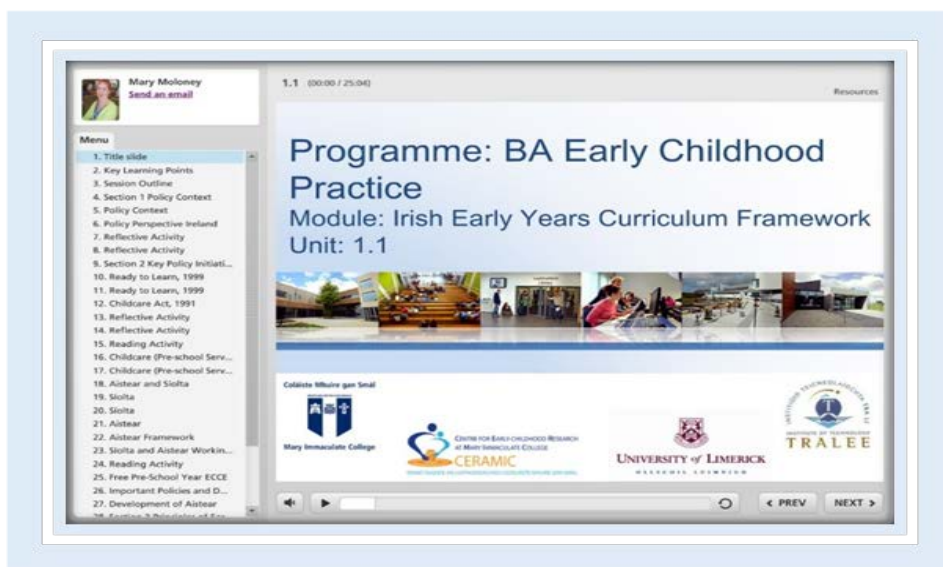 Mary Moloney
Send an email
Menu
1. Title slide
2. Key Learning Points
3. Session Outline
4. Section 1 Policy Context
5. Policy Context
6. Policy Perspective Ireland
7. Reflective Activity
8. Reflective Activity
9. Section 2 Key Policy Initiati...
10. Ready to Learn, 1999
11. Ready to Learn, 1999
12. Childcare Act, 1991
13. Reflective Activity
14. Reflective Activity
15. Reading Activity
16. Childcare (Pre-school Serv...
17. Childcare (Pre-school Serv...
18. Aistear and Siolta
19. Siolta
20. Siolta
21. Aistear
22. Aistear Framework
23. Siolta and Aistear Workin...
24. Reading Activity
25. Free Pre-School Year ECCE
26. Important Policies and D...
27. Development of Aistear
1.1 (00:00 / 25:04)
Resources
Programme: BA Early Childhood
Practice
Module: Irish Early Years Curriculum Framework
Unit: 1.1
Coláiste Mhuire gan Smál
Mary Immaculate College
CENTRE FOR EARLY CHILDHOOD RESEARCH
AT MARY IMMACULATE COLLEGE
CERAMIC
UNIVERSITY of LIMERICK
INSTITUTE OF TECHNOLOGY
TRALEE
< PREV
NEXT >